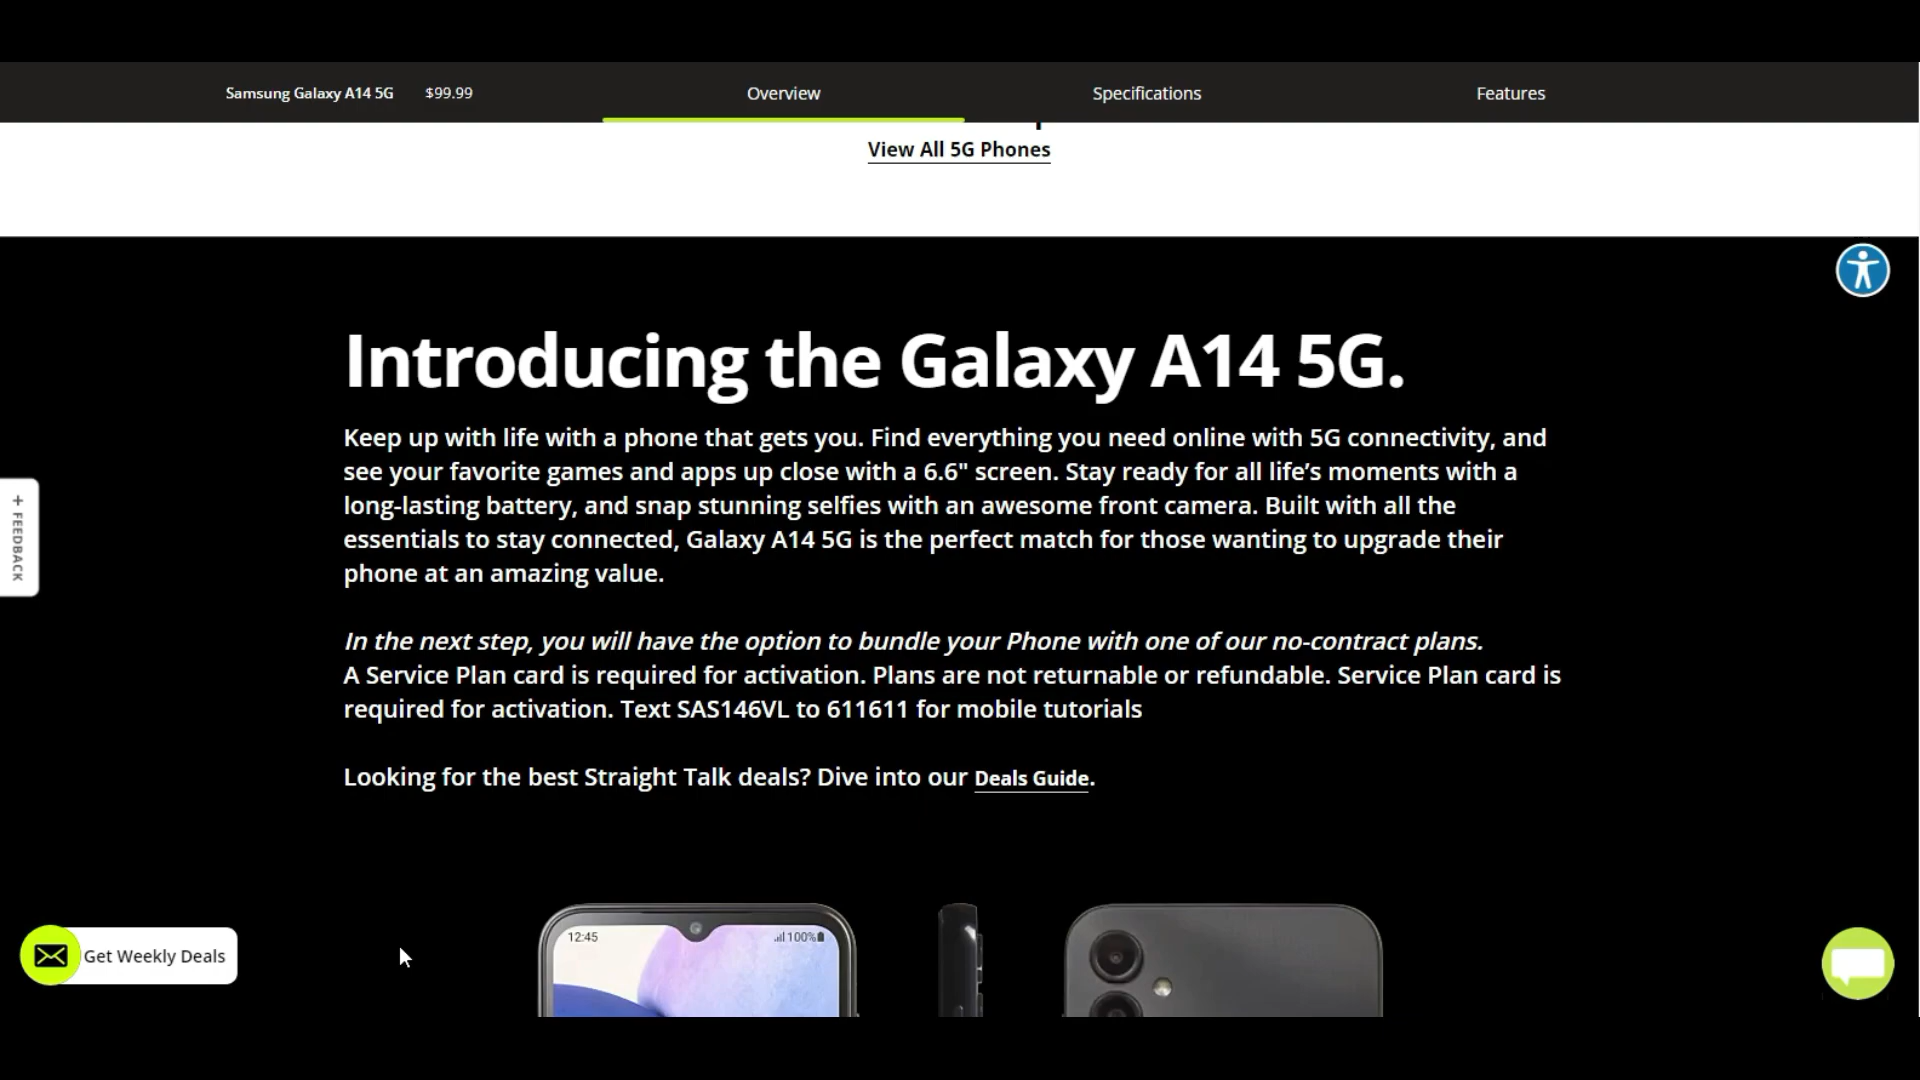 Samsung Galaxy A14 5G $99.99 Overview Specifications Features
View All 5G Phones
Introducing the Galaxy A14 5G.
Keep up with life with a phone that gets you. Find everything you need online with 5G connectivity, and
see your favorite games and apps up close with a 6.6" screen. Stay ready for all life’s moments with a
long-lasting battery, and snap stunning selfies with an awesome front camera. Built with all the
essentials to stay connected, Galaxy A14 5G is the perfect match for those wanting to upgrade their
phone at an amazing value.
+ FEEDBACK
In the next step, you will have the option to bundle your Phone with one of our no-contract plans.
A Service Plan card is required for activation. Plans are not returnable or refundable. Service Plan card is
required for activation. Text SAS146VL to 611611 for mobile tutorials
Looking for the best Straight Talk deals? Dive into our Deals Guide.
12:45 100%
Get Weekly Deals